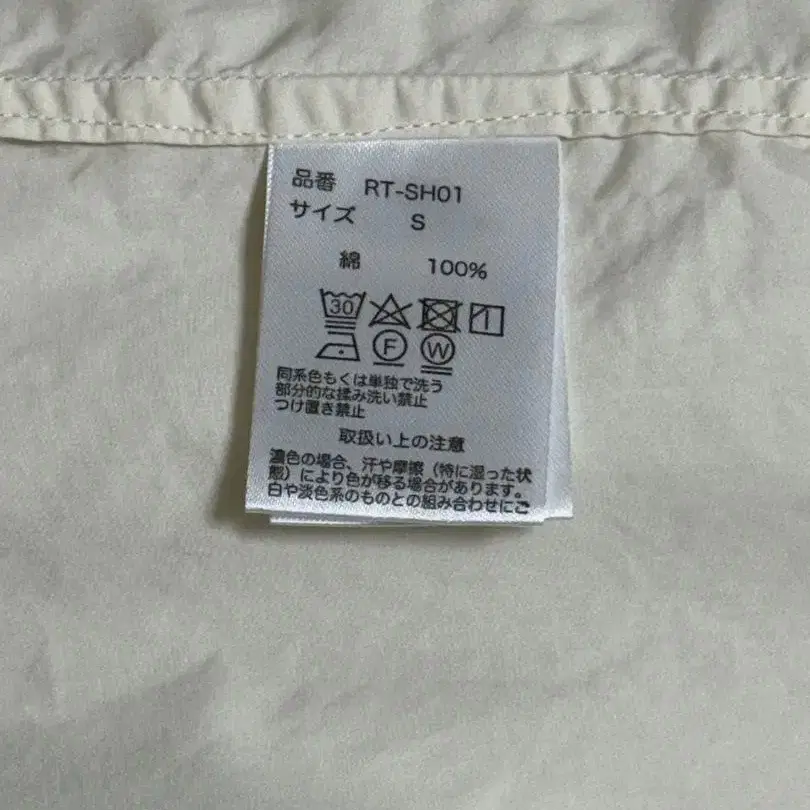 品番 RT-SH01
サイズ S
綿 100%
30
F W
同系色もくは単独で洗う
部分的な揉み洗い禁止
つけ置き禁止
取扱い上の注意
濃色の場合、汗や摩擦（特に湿った状
態）により色が移る場合があります。
白や淡色系のものとの組み合わせにご